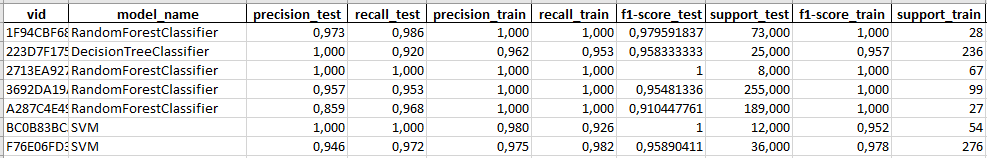 vid model_name precision_test recall_test precision_train recall_train f1-score_test support_test f1-score_train support_train
1F94CBF68 RandomForestClassifier 0,973 0,986 1,000 1,000 0,979591837 73,000 1,000 28
223D7F175 DecisionTreeClassifier 1,000 0,920 0,962 0,953 0,958333333 25,000 0,957 236
2713EA927 RandomForestClassifier 1,000 1,000 1,000 1,000 1 8,000 1,000 67
3692DA19A RandomForestClassifier 0,957 0,953 1,000 1,000 0,95481336 255,000 1,000 99
A287C4E49 RandomForestClassifier 0,859 0,968 1,000 1,000 0,910447761 189,000 1,000 27
BC0B83BC SVM 1,000 1,000 0,980 0,926 1 12,000 0,952 54
F76E06FD3 SVM 0,946 0,972 0,975 0,982 0,95890411 36,000 0,978 276